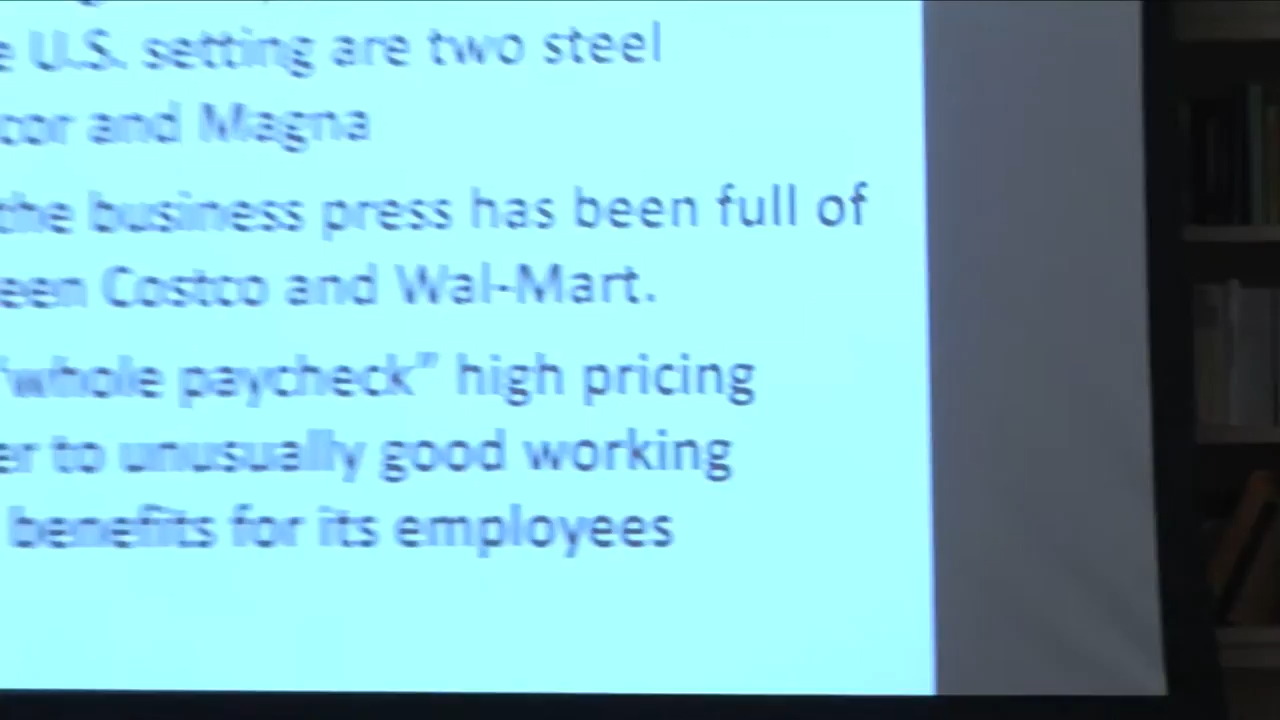 e U.S. setting are two steel
cor and Magna
the business press has been full of
een Costco and Wal-Mart.
"whole paycheck" high pricing
er to unusually good working
benefits for its employees